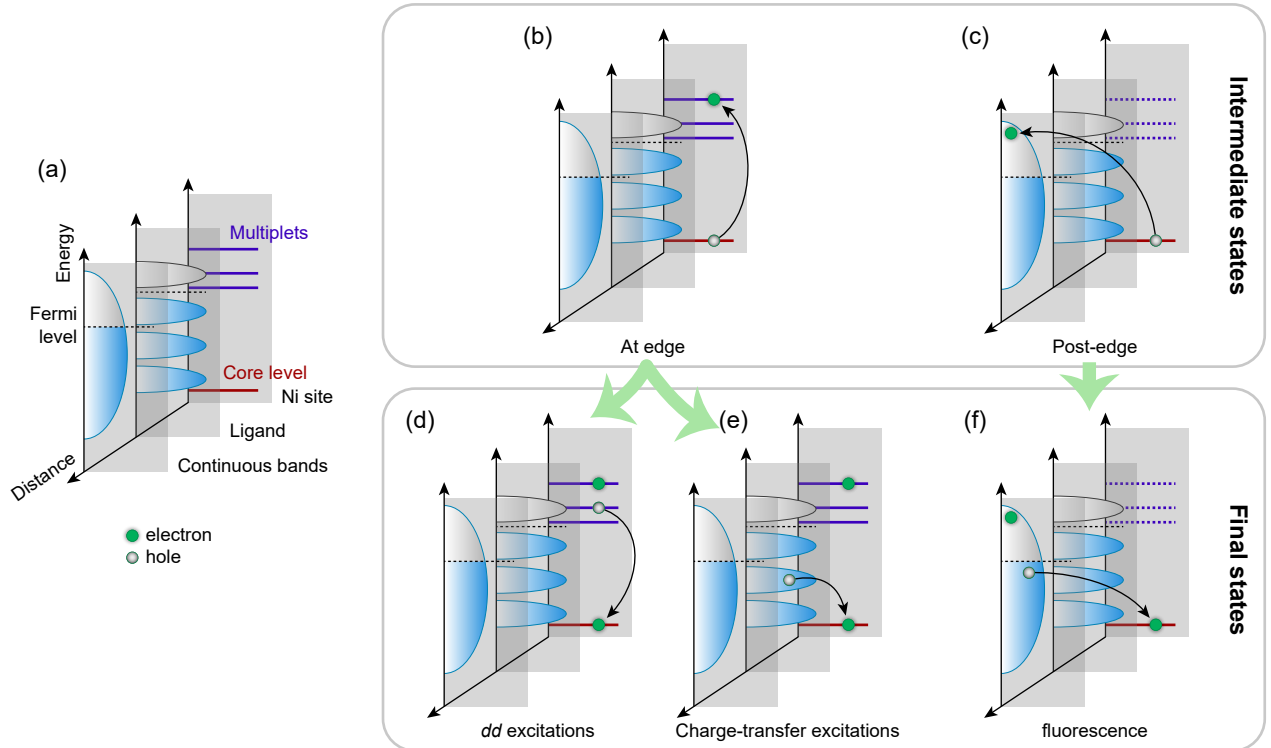 (a)
Energy
Fermi
level
Multiplets
Core level
Ni site
Ligand
Continuous bands
Distance
electron
hole
(b)
(c)
At edge
Post-edge
Intermediate states
(d)
(e)
(f)
dd excitations
Charge-transfer excitations
fluorescence
Final states